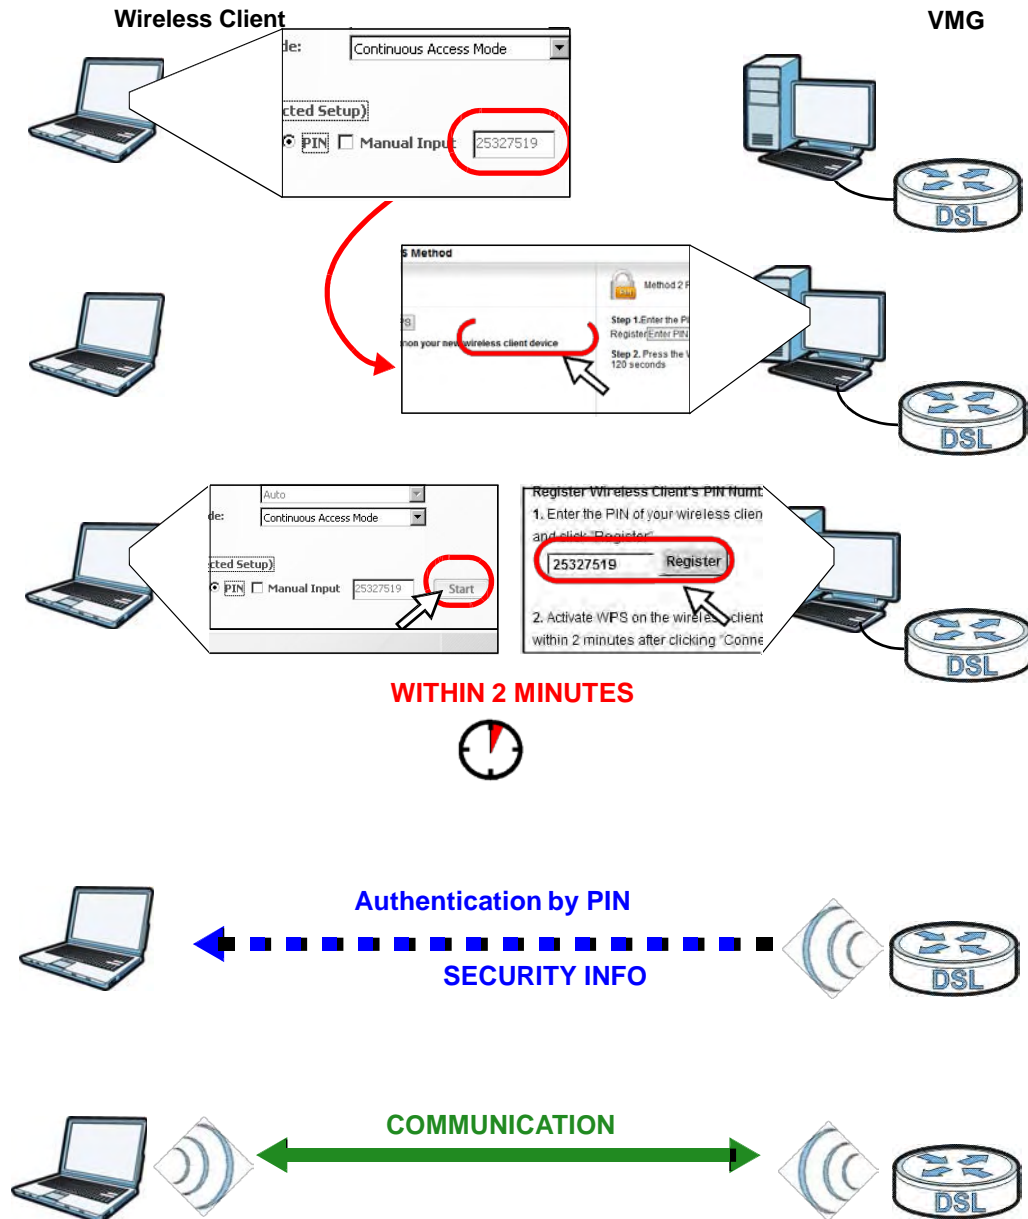 Wireless Client
VMG
de:
Continuous Access Mode
cted Setup)
PIN
Manual Input
25327519
DSL
S Method
Method 2 P
PIN
Step 1.Enter the PI
Register
Enter PIN
on your new wireless client device
Step 2. Press the W
120 seconds
DSL
Auto
de:
Continuous Access Mode
cted Setup)
PIN
Manual Input
25327519
Start
Register Wireless Client's PIN Numb
1. Enter the PIN of your wireless clien
and click "Register"
25327519
Register
2. Activate WPS on the wireless client
within 2 minutes after clicking "Conne
DSL
WITHIN 2 MINUTES
Authentication by PIN
SECURITY INFO
DSL
COMMUNICATION
DSL